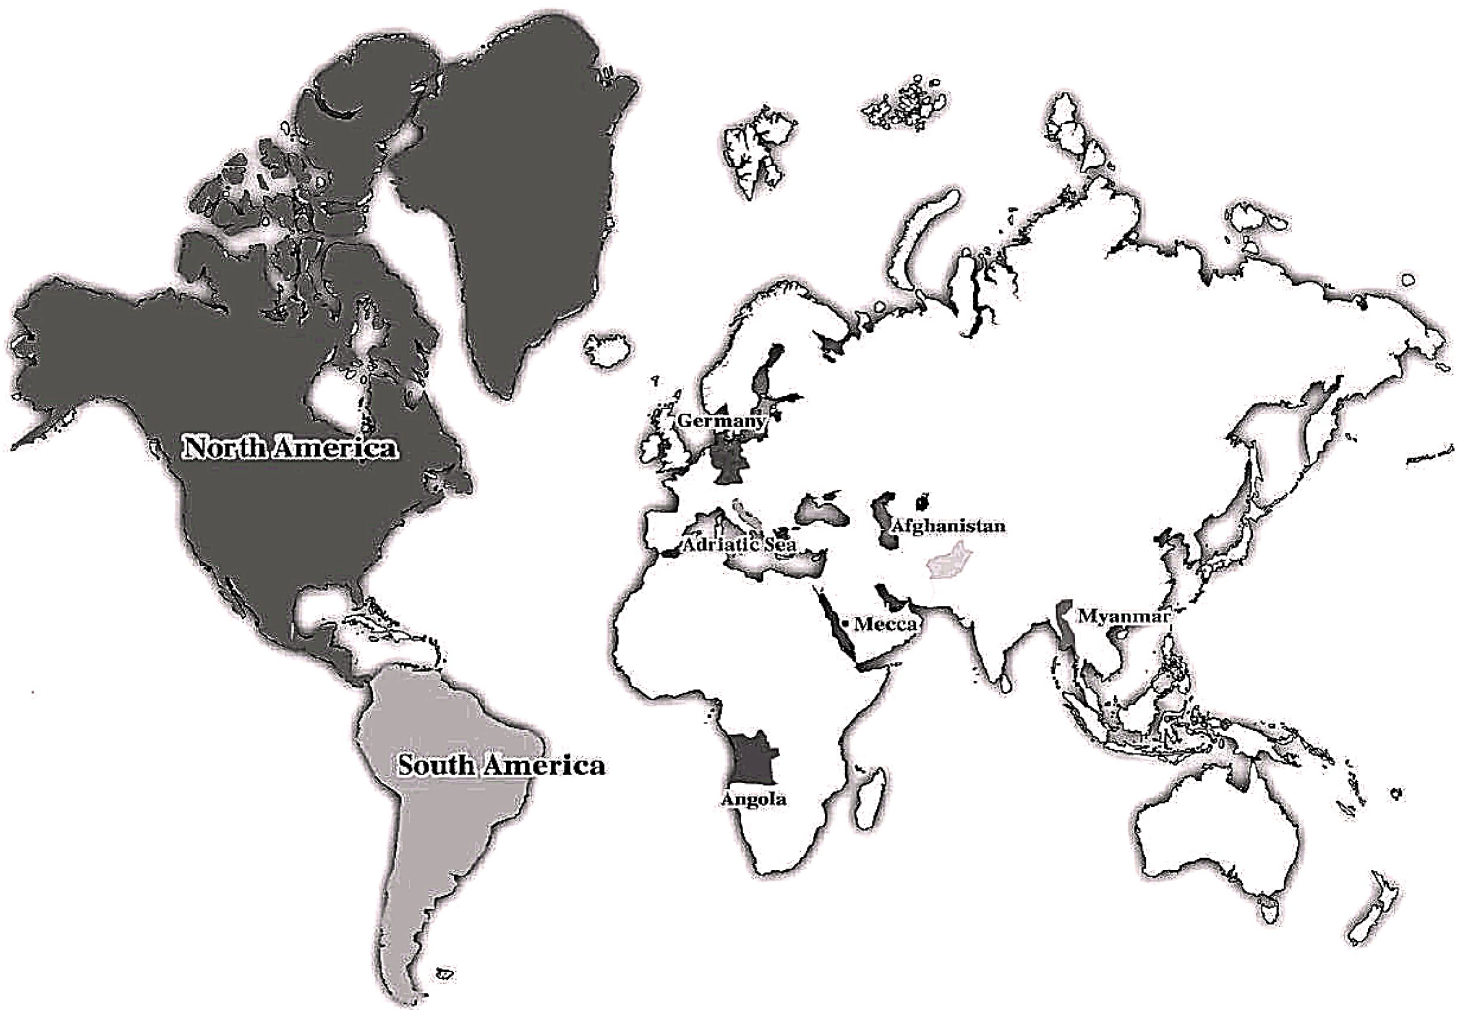 Germany
North America
Afghanistan
Adriatic Sea
Myanmar
Mecca
South America
Angola